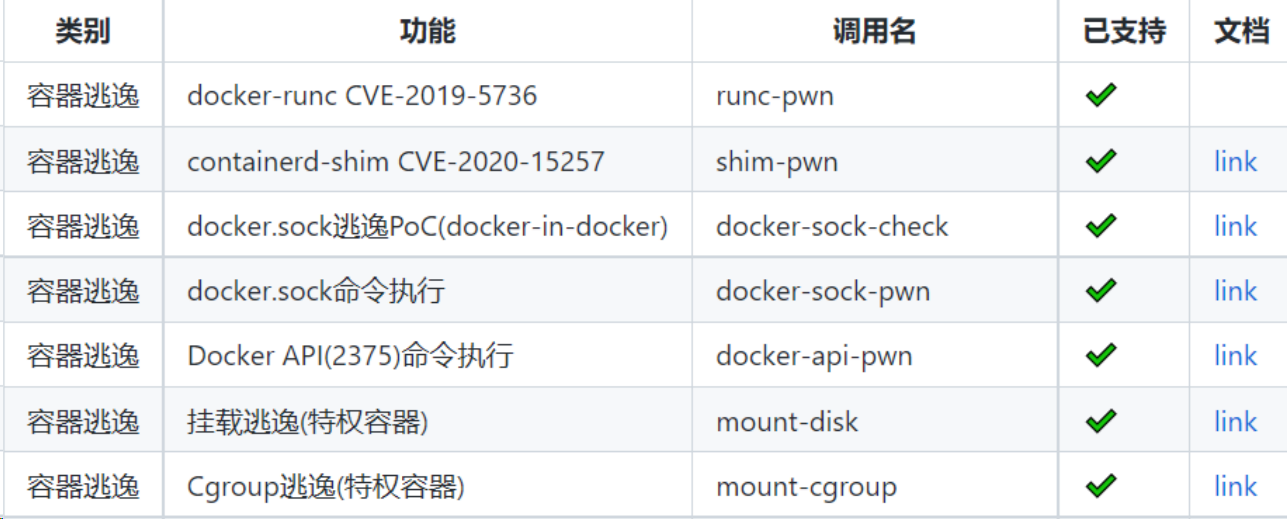 类别 功能 调用名 已支持 文档
容器逃逸 docker-runc CVE-2019-5736 runc-pwn ✔
容器逃逸 containerd-shim CVE-2020-15257 shim-pwn ✔ link
容器逃逸 docker.sock逃逸PoC(docker-in-docker) docker-sock-check ✔ link
容器逃逸 docker.sock命令执行 docker-sock-pwn ✔ link
容器逃逸 Docker API(2375)命令执行 docker-api-pwn ✔ link
容器逃逸 挂载逃逸(特权容器) mount-disk ✔ link
容器逃逸 Cgroup逃逸(特权容器) mount-cgroup ✔ link